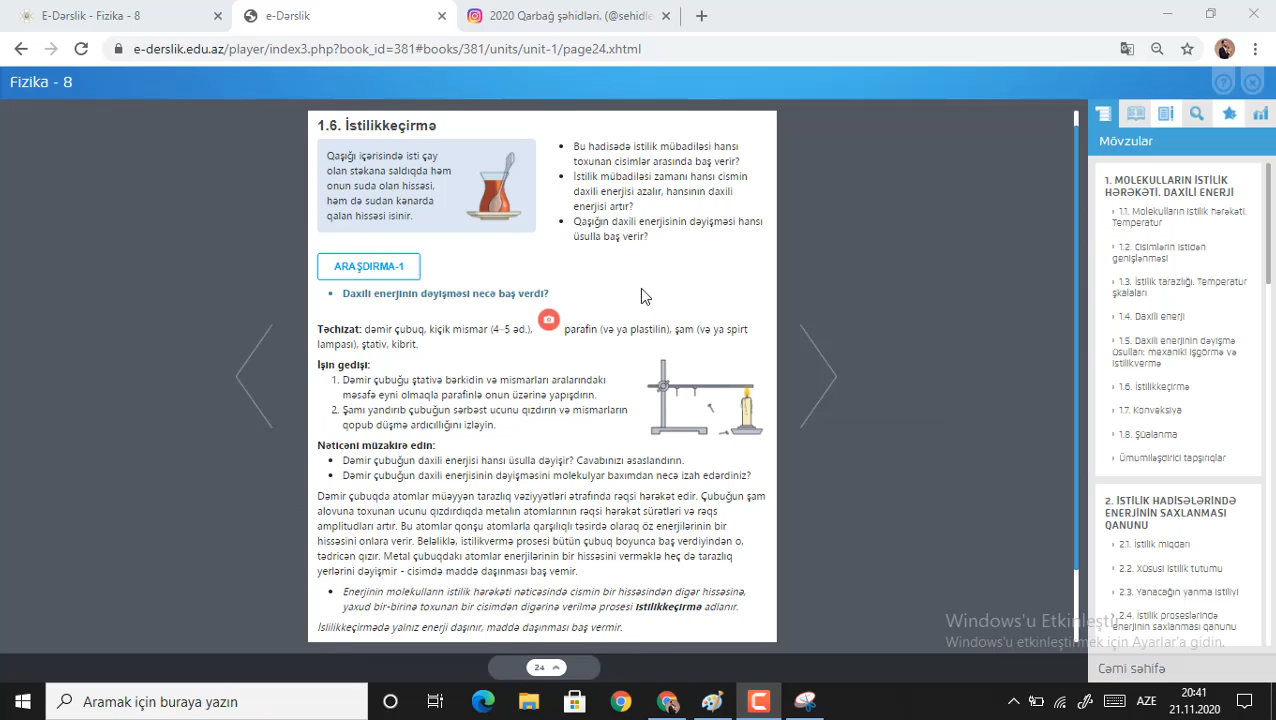 E-Dərslik - Fizika - 8
e-Dərslik
2020 Qarbağ şəhidləri. (@sehidle
e-derslik.edu.az/player/index3.php?book_id=381#books/381/units/unit-1/page24.xhtml
Fizika - 8
1.6. İstilikkeçirmə
Qaşığı içərisində isti çay
olan stəkana saldıqda həm
onun suda olan hissəsi,
həm də sudan kənarda
qalan hissəsi isinir.
• Bu hadisədə istilik mübadiləsi hansı
toxunan cisimlər arasında baş verir?
• İstilik mübadiləsi zamanı hansı cismin
daxili enerjisi azalır, hansının daxili
enerjisi artır?
• Qaşığın daxili enerjisinin dəyişməsi hansı
üsulla baş verir?
ARAŞDIRMA-1
• Daxili enerjinin dəyişməsi necə baş verdi?
Təchizat: dəmir çubuq, kiçik mismar (4–5 əd.), parafin (və ya plastilin), şam (və ya spirt
lampası), ştativ, kibrit.
İşin gedişi:
1. Dəmir çubuğu ştativə bərkidin və mismarları aralarındakı
məsafə eyni olmaqla parafinlə onun üzərinə yapışdırın.
2. Şamı yandırıb çubuğun sərbəst ucunu qızdırın və mismarların
qopub düşmə ardıcıllığını izləyin.
Nəticəni müzakirə edin:
• Dəmir çubuğun daxili enerjisi hansı üsulla dəyişir? Cavabınızı əsaslandırın.
• Dəmir çubuğun daxili enerjisinin dəyişməsini molekulyar baxımdan necə izah edərdiniz?
Dəmir çubuqda atomlar müəyyən tarazlıq vəziyyətləri ətrafında rəqsi hərəkət edir. Çubuğun şam
alovuna toxunan ucunu qızdırdıqda metalın atomlarının rəqsi hərəkət sürətləri və rəqs
amplitudları artır. Bu atomlar qonşu atomlarla qarşılıqlı təsirdə olaraq öz enerjilərinin bir
hissəsini onlara verir. Beləliklə, istilikvermə prosesi bütün çubuq boyunca baş verdiyindən o,
tədricən qızır. Metal çubuqdakı atomlar enerjilərinin bir hissəsini verməklə heç də tarazlıq
yerlərini dəyişmir - cisimdə maddə daşınması baş vemir.
• Enerjinin molekulların istilik hərəkəti nəticəsində cismin bir hissəsindən digər hissəsinə,
yaxud bir-birinə toxunan bir cisimdən digərinə verilmə prosesi istilikkeçirmə adlanır.
İslilikkeçirmədə yalnız enerji daşınır, maddə daşınması baş vermir.
24
Mövzular
1. MOLEKULLARIN İSTİLİK
HƏRƏKƏTİ. DAXİLİ ENERJİ
1.1. Molekulların istilik hərəkəti.
Temperatur
1.2. Cisimlərin istidən
genişlənməsi
1.3. İstilik tarazlığı. Temperatur
şkalaları
1.4. Daxili enerji
1.5. Daxili enerjinin dəyişmə
üsulları: mexaniki işgörmə və
istilikvermə
1.6. İstilikkeçirmə
1.7. Konveksiya
1.8. Şüalanma
Ümumiləşdirici tapşırıqlar
2. İSTİLİK HADİSƏLƏRİNDƏ
ENERJİNİN SAXLANMASI
QANUNU
2.1. İstilik miqdarı
2.2. Xüsusi istilik tutumu
2.3. Yanacağın yanma istiliyi
2.4. İstilik proseslərində
enerjinin saxlanması qanunu
Cəmi səhifə
Windows'u Etkinleştir
Windows'u etkinleştirmek için Ayarlar'a gidin.
Aramak için buraya yazın
AZE
20:41
21.11.2020